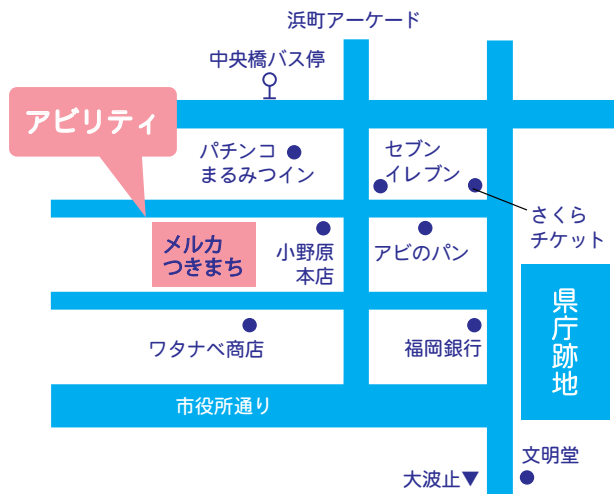 浜町アーケード
中央橋バス停
アビリティ
パチンコ
まるみつイン
セブン
イレブン
さくら
チケット
メルカ
つきまち
小野原
本店
アビのパン
県庁跡地
ワタナベ商店
福岡銀行
市役所通り
文明堂
大波止▼